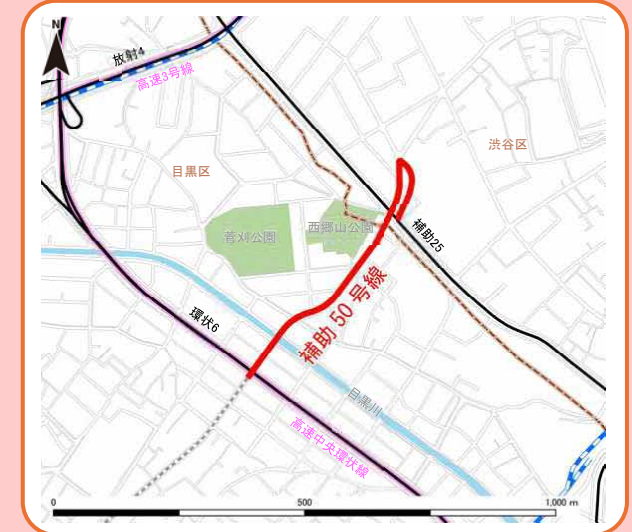 N
放射4
高速3号線
渋谷区
目黒区
菅刈公園
西郷山公園
補助25
補助50号線
環状6
目黒川
高速中央環状線
0
500
1,000 m